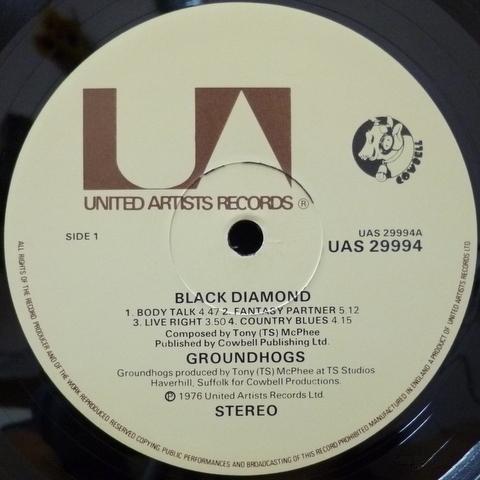 UA
UNITED ARTISTS RECORDS ®
COWBELL
SIDE 1
UAS 29994A
UAS 29994
BLACK DIAMOND
1. BODY TALK 4.47 2. FANTASY PARTNER 5.12
3. LIVE RIGHT 3.50 4. COUNTRY BLUES 4.15
Composed by Tony (TS) McPhee
Published by Cowbell Publishing Ltd.
GROUNDHOGS
Groundhogs produced by Tony (TS) McPhee at TS Studios
Haverhill, Suffolk for Cowbell Productions.
Ⓟ 1976 United Artists Records Ltd.
STEREO
ALL RIGHTS OF THE RECORD PRODUCER AND OF THE OWNER OF THE WORK REPRODUCED RESERVED COPYING, PUBLIC PERFORMANCES AND BROADCASTING OF THIS RECORD PROHIBITED MANUFACTURED IN ENGLAND A PRODUCT OF UNITED ARTISTS RECORDS LTD.